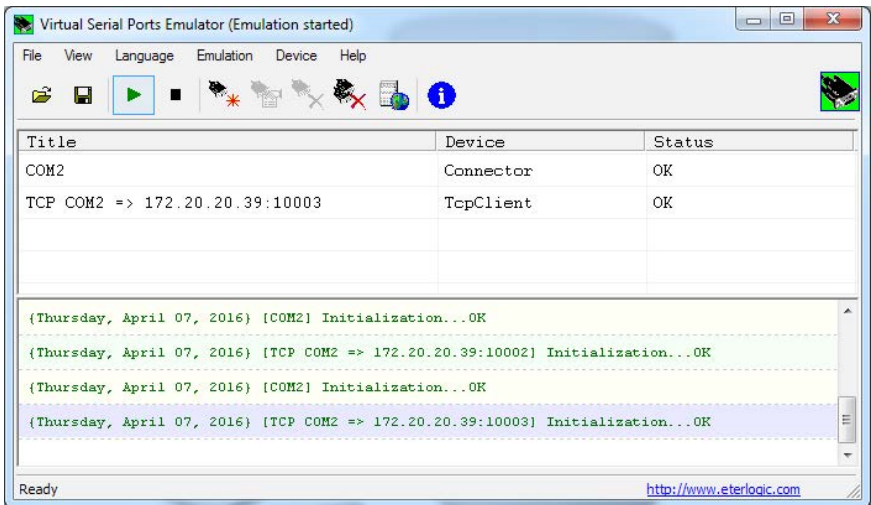 Virtual Serial Ports Emulator (Emulation started)
File View Language Emulation Device Help
Title Device Status
COM2 Connector OK
TCP COM2 => 172.20.20.39:10003 TcpClient OK
{Thursday, April 07, 2016} [COM2] Initialization...OK
{Thursday, April 07, 2016} [TCP COM2 => 172.20.20.39:10002] Initialization...OK
{Thursday, April 07, 2016} [COM2] Initialization...OK
{Thursday, April 07, 2016} [TCP COM2 => 172.20.20.39:10003] Initialization...OK
Ready http://www.eterlogic.com